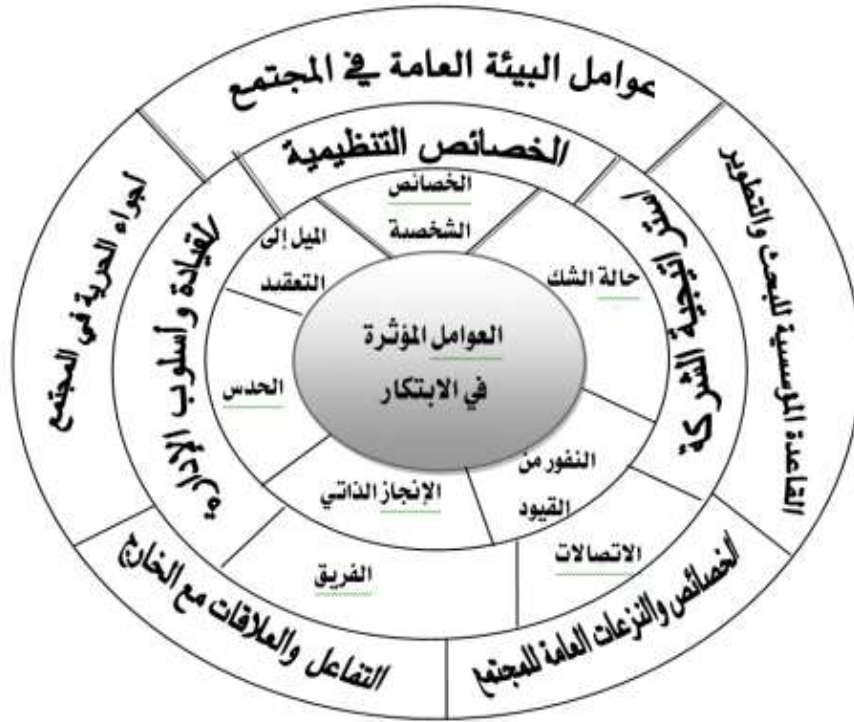 عوامل البيئة العامة في المجتمع
الخصائص التنظيمية
الخصائص
الشخصية
القاعدة المؤسسية للبحث والتطوير
الشركة
حالة الشك
الميل إلى
التعقيد
القيادة وأسلوب الإدارة
أجواء الحرية في المجتمع
العوامل المؤثرة
في الابتكار
الحدس
النفور من
القيود
الإنجاز الذاتي
الاتصالات
الفريق
الخصائص والنزعات العامة للمجتمع
التفاعل والعلاقات مع الخارج